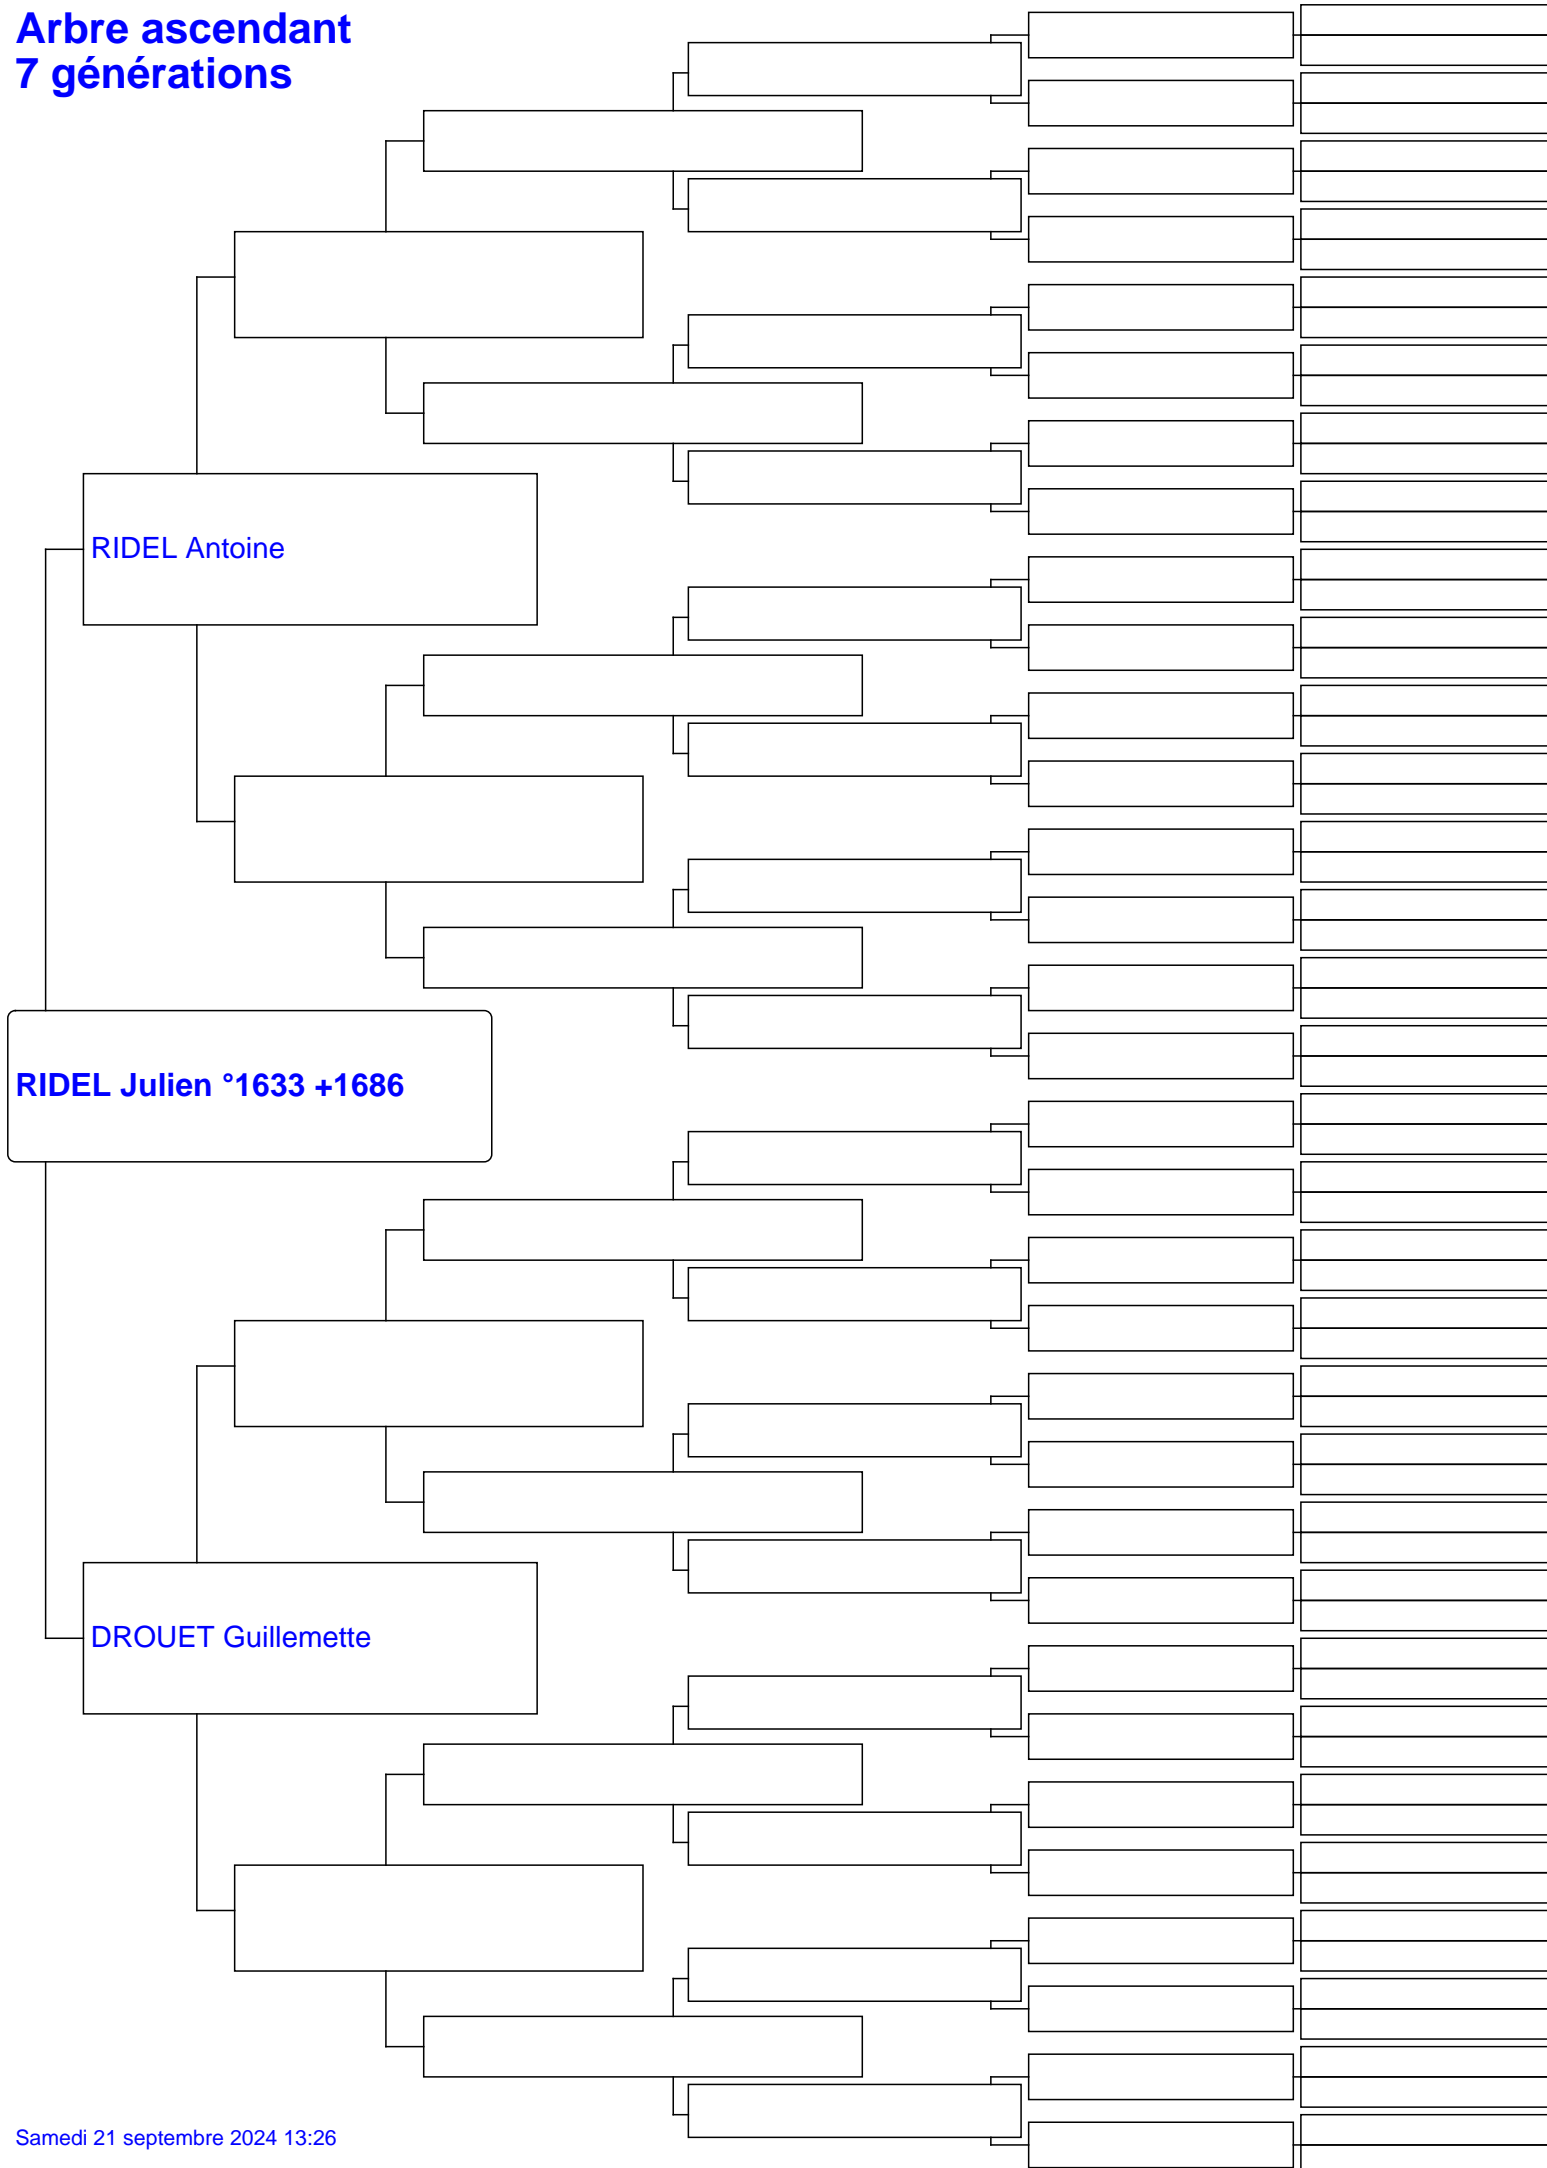 Arbre ascendant
7 générations
RIDEL Antoine
RIDEL Julien °1633 +1686
DROUET Guillemette
Samedi 21 septembre 2024 13:26